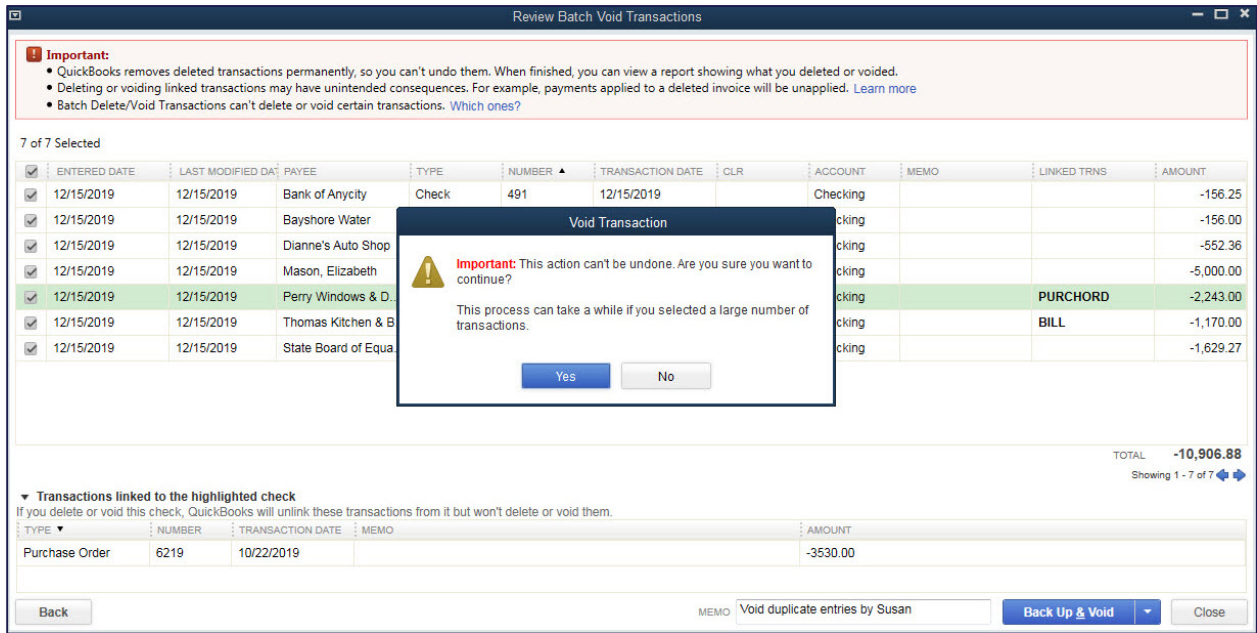 Review Batch Void Transactions
Important:
• QuickBooks removes deleted transactions permanently, so you can't undo them. When finished, you can view a report showing what you deleted or voided.
• Deleting or voiding linked transactions may have unintended consequences. For example, payments applied to a deleted invoice will be unapplied. Learn more
• Batch Delete/Void Transactions can't delete or void certain transactions. Which ones?
7 of 7 Selected
ENTERED DATE LAST MODIFIED DAT PAYEE TYPE NUMBER ▲ TRANSACTION DATE CLR ACCOUNT MEMO LINKED TRNS AMOUNT
12/15/2019 12/15/2019 Bank of Anycity Check 491 12/15/2019 Checking -156.25
12/15/2019 12/15/2019 Bayshore Water cking -156.00
12/15/2019 12/15/2019 Dianne's Auto Shop cking -552.36
12/15/2019 12/15/2019 Mason, Elizabeth cking -5,000.00
12/15/2019 12/15/2019 Perry Windows & D... cking PURCHORD -2,243.00
12/15/2019 12/15/2019 Thomas Kitchen & B cking BILL -1,170.00
12/15/2019 12/15/2019 State Board of Equa... cking -1,629.27
Void Transaction
Important: This action can't be undone. Are you sure you want to
continue?
This process can take a while if you selected a large number of
transactions.
Yes No
TOTAL -10,906.88
Showing 1 - 7 of 7
▼ Transactions linked to the highlighted check
If you delete or void this check, QuickBooks will unlink these transactions from it but won't delete or void them.
TYPE ▼ NUMBER TRANSACTION DATE MEMO AMOUNT
Purchase Order 6219 10/22/2019 -3530.00
Back MEMO Void duplicate entries by Susan Back Up & Void Close